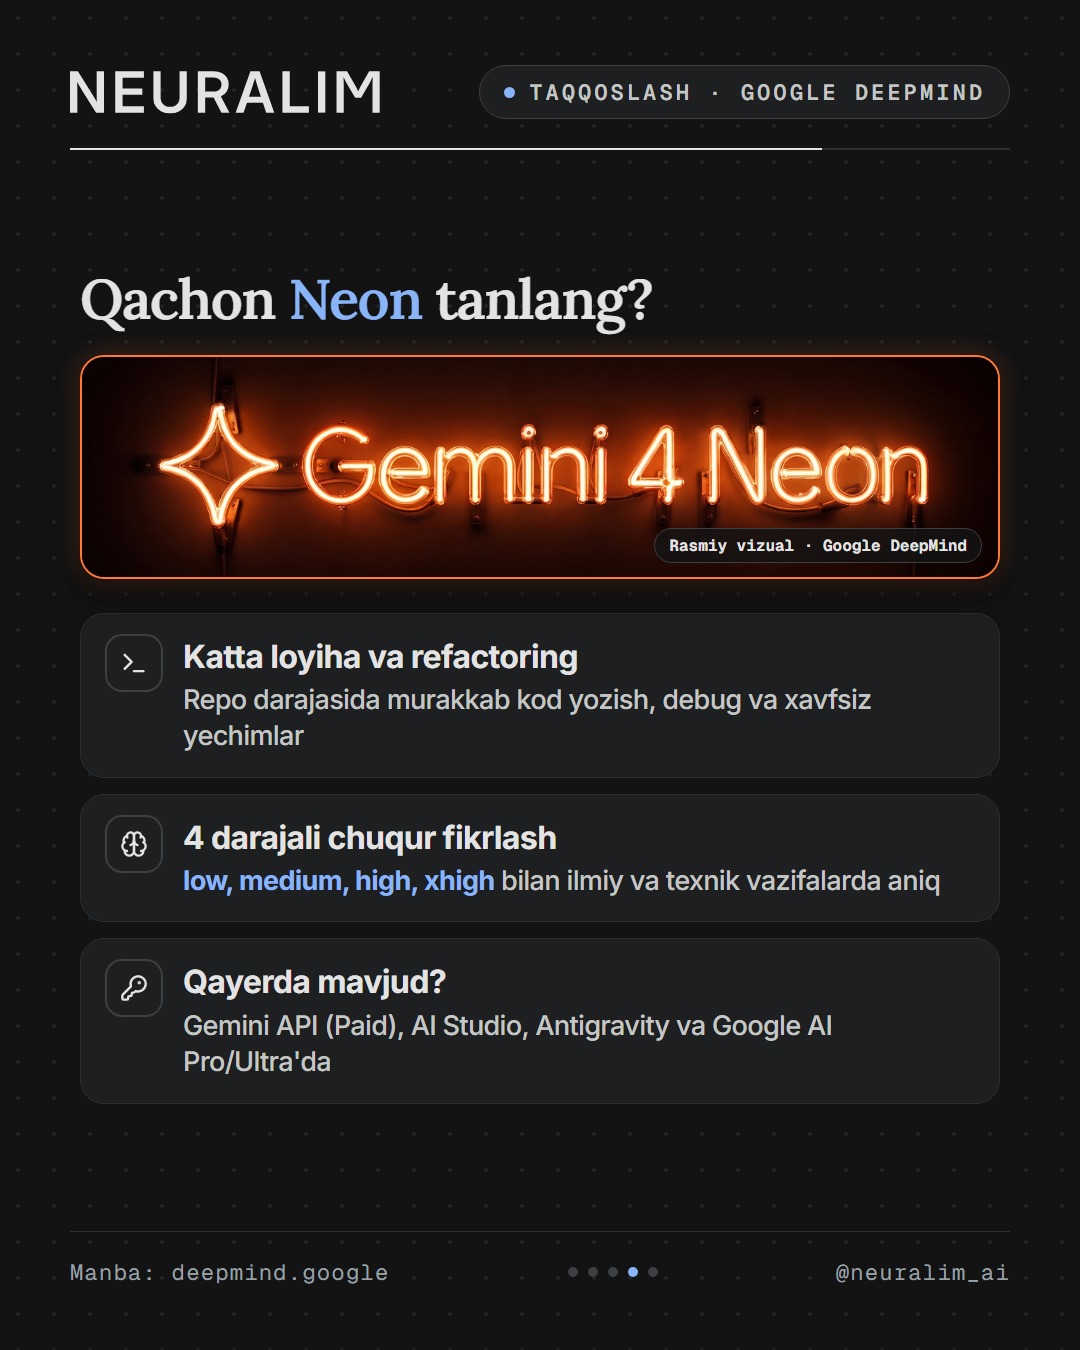 NEURALIM
TAQQOSLASH · GOOGLE DEEPMIND
Qachon Neon tanlang?
Gemini 4 Neon
Rasmiy vizual · Google DeepMind
Katta loyiha va refactoring
Repo darajasida murakkab kod yozish, debug va xavfsiz
yechimlar
4 darajali chuqur fikrlash
low, medium, high, xhigh bilan ilmiy va texnik vazifalarda aniq
Qayerda mavjud?
Gemini API (Paid), AI Studio, Antigravity va Google AI
Pro/Ultra'da
Manba: deepmind.google
@neuralim_ai